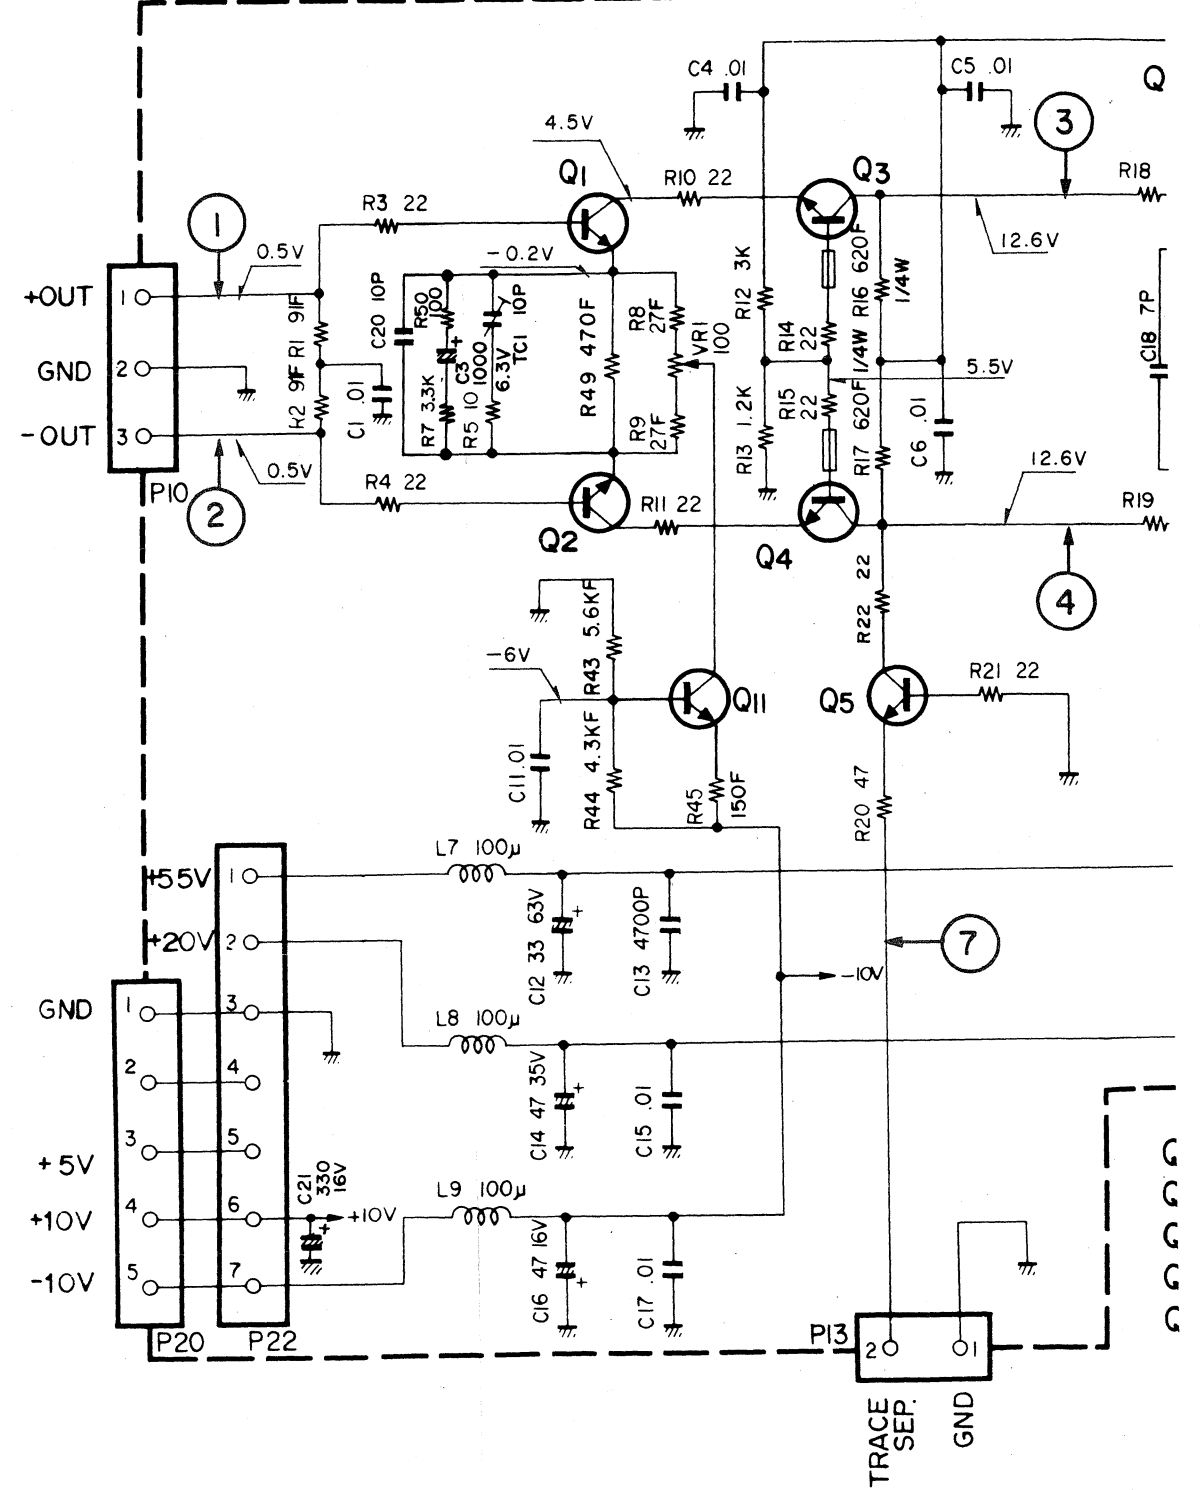 C4 .01
C5 .01
Q
4.5V
3
Q1
R10 22
Q3
R18
R3 22
1
0.5V
-0.2V
12.6V
+OUT
1
R1 91F
C20 10P
R50
100
C3
1000
6.3V
TC1 10P
R49 470F
R8
27F
VR1
100
R12 3K
R14
22
R16 620F
1/4W
C18 7P
GND
2
R2 91F
C1 .01
R7 3.3K
R5 10
R9
27F
R13 1.2K
R15
22
R17 620F 1/4W
5.5V
C6 .01
-OUT
3
0.5V
P10
2
R4 22
Q2
R11 22
Q4
12.6V
R19
4
R22 22
R43 5.6KF
-6V
Q11
Q5
R21 22
C11 .01
R44 4.3KF
R45
150F
R20 47
L7 100μ
+55V
1
C12 33 63V
+
C13 4700P
+20V
2
7
-10V
GND
1
3
L8 100μ
2
4
C14 47 35V
+
C15 .01
3
5
+5V
C21
330
16V
L9 100μ
+10V
4
6
+10V
+
-10V
5
7
C16 47 16V
+
C17 .01
P20
P22
P13
2
1
TRACE
SEP.
GND